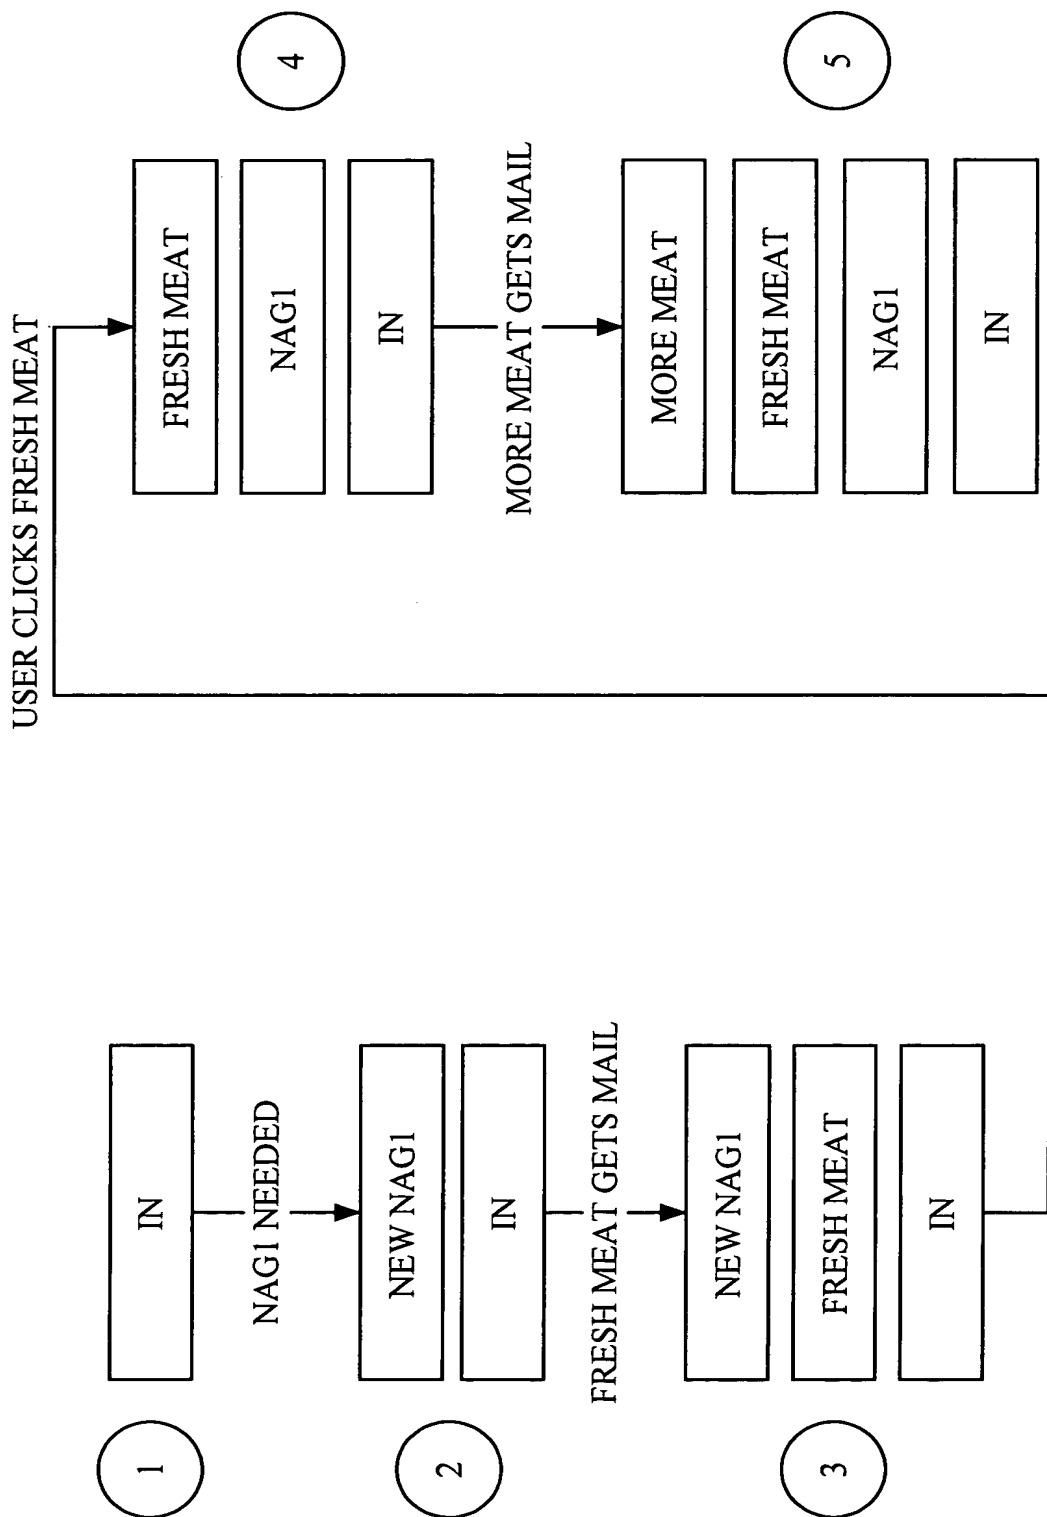 1
IN
NAG1 NEEDED
2
NEW NAG1
IN
FRESH MEAT GETS MAIL
3
NEW NAG1
FRESH MEAT
IN
USER CLICKS FRESH MEAT
4
FRESH MEAT
NAG1
IN
MORE MEAT GETS MAIL
5
MORE MEAT
FRESH MEAT
NAG1
IN